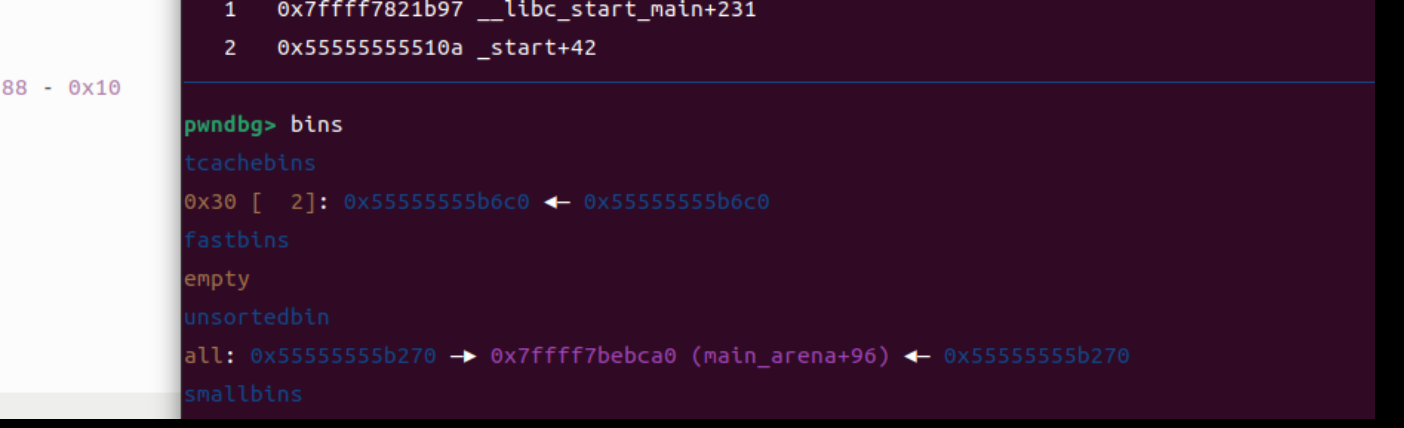 1 0x7ffff7821b97 __libc_start_main+231
2 0x55555555510a _start+42
88 - 0x10
pwndbg> bins
tcachebins
0x30 [ 2]: 0x55555555b6c0 ◂— 0x55555555b6c0
fastbins
empty
unsortedbin
all: 0x55555555b270 —▸ 0x7ffff7bebca0 (main_arena+96) ◂— 0x55555555b270
smallbins